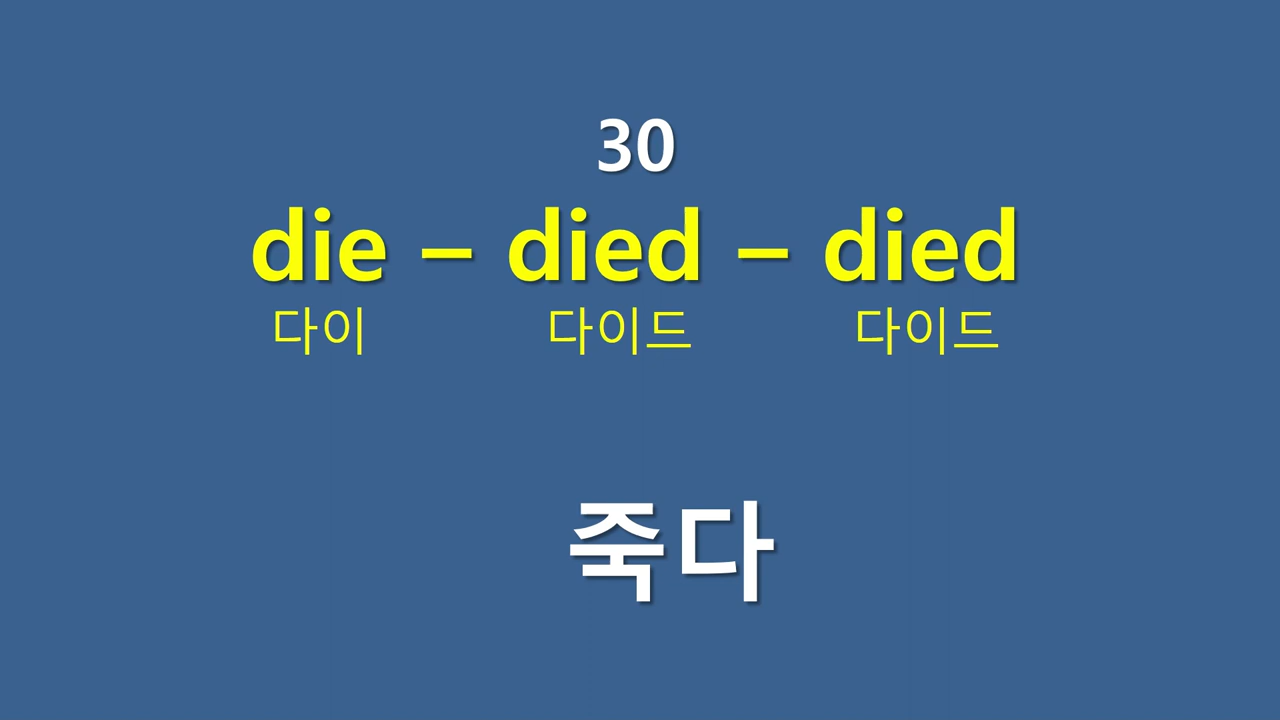 30
die – died – died
다이 다이드 다이드
죽다